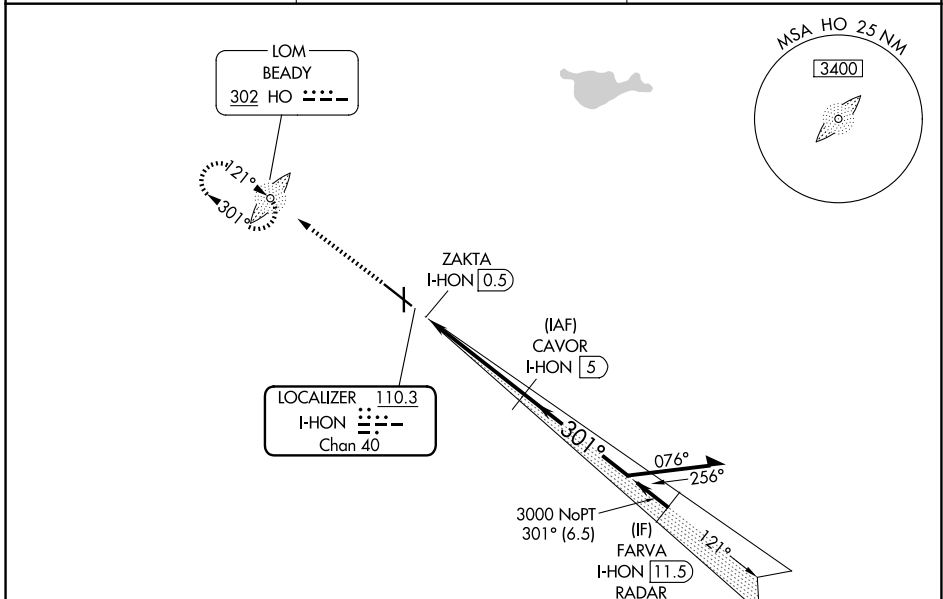 LOM
BEADY
302 HO
MSA HO 25 NM
3400
121°
301°
ZAKTA
I-HON 0.5
(IAF)
CAVOR
I-HON 5
LOCALIZER 110.3
I-HON
Chan 40
301°
076°
256°
3000 NoPT
301° (6.5)
(IF)
FARVA
I-HON 11.5
RADAR
121°